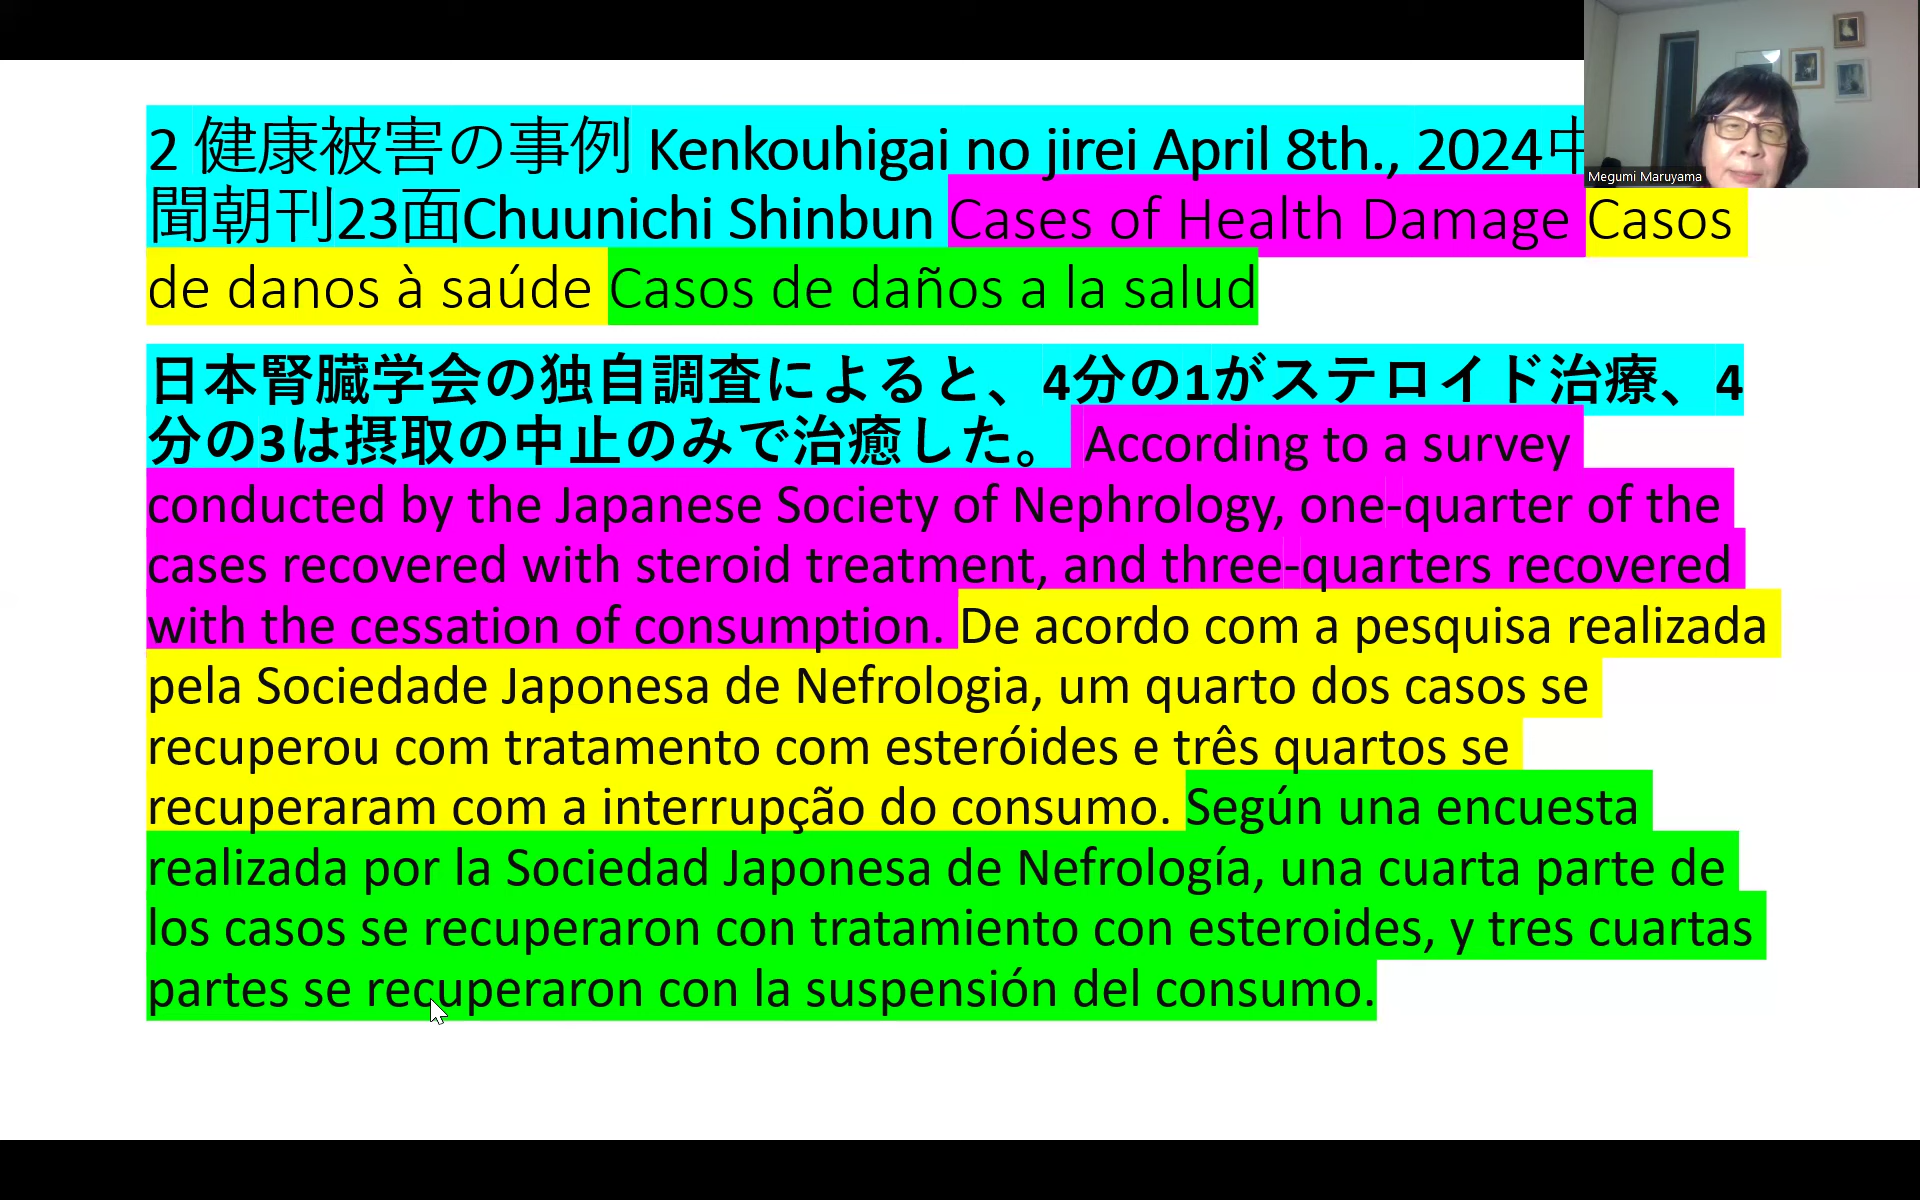 2 健康被害の事例 Kenkouhigai no jirei April 8th., 2024中
聞朝刊23面Chuunichi Shinbun Cases of Health Damage Casos
de danos à saúde Casos de daños a la salud
日本腎臓学会の独自調査によると、4分の1がステロイド治療、4
分の3は摂取の中止のみで治癒した。 According to a survey
conducted by the Japanese Society of Nephrology, one-quarter of the
cases recovered with steroid treatment, and three-quarters recovered
with the cessation of consumption. De acordo com a pesquisa realizada
pela Sociedade Japonesa de Nefrologia, um quarto dos casos se
recuperou com tratamento com esteróides e três quartos se
recuperaram com a interrupção do consumo. Según una encuesta
realizada por la Sociedad Japonesa de Nefrología, una cuarta parte de
los casos se recuperaron con tratamiento con esteroides, y tres cuartas
partes se recuperaron con la suspensión del consumo.
Megumi Maruyama